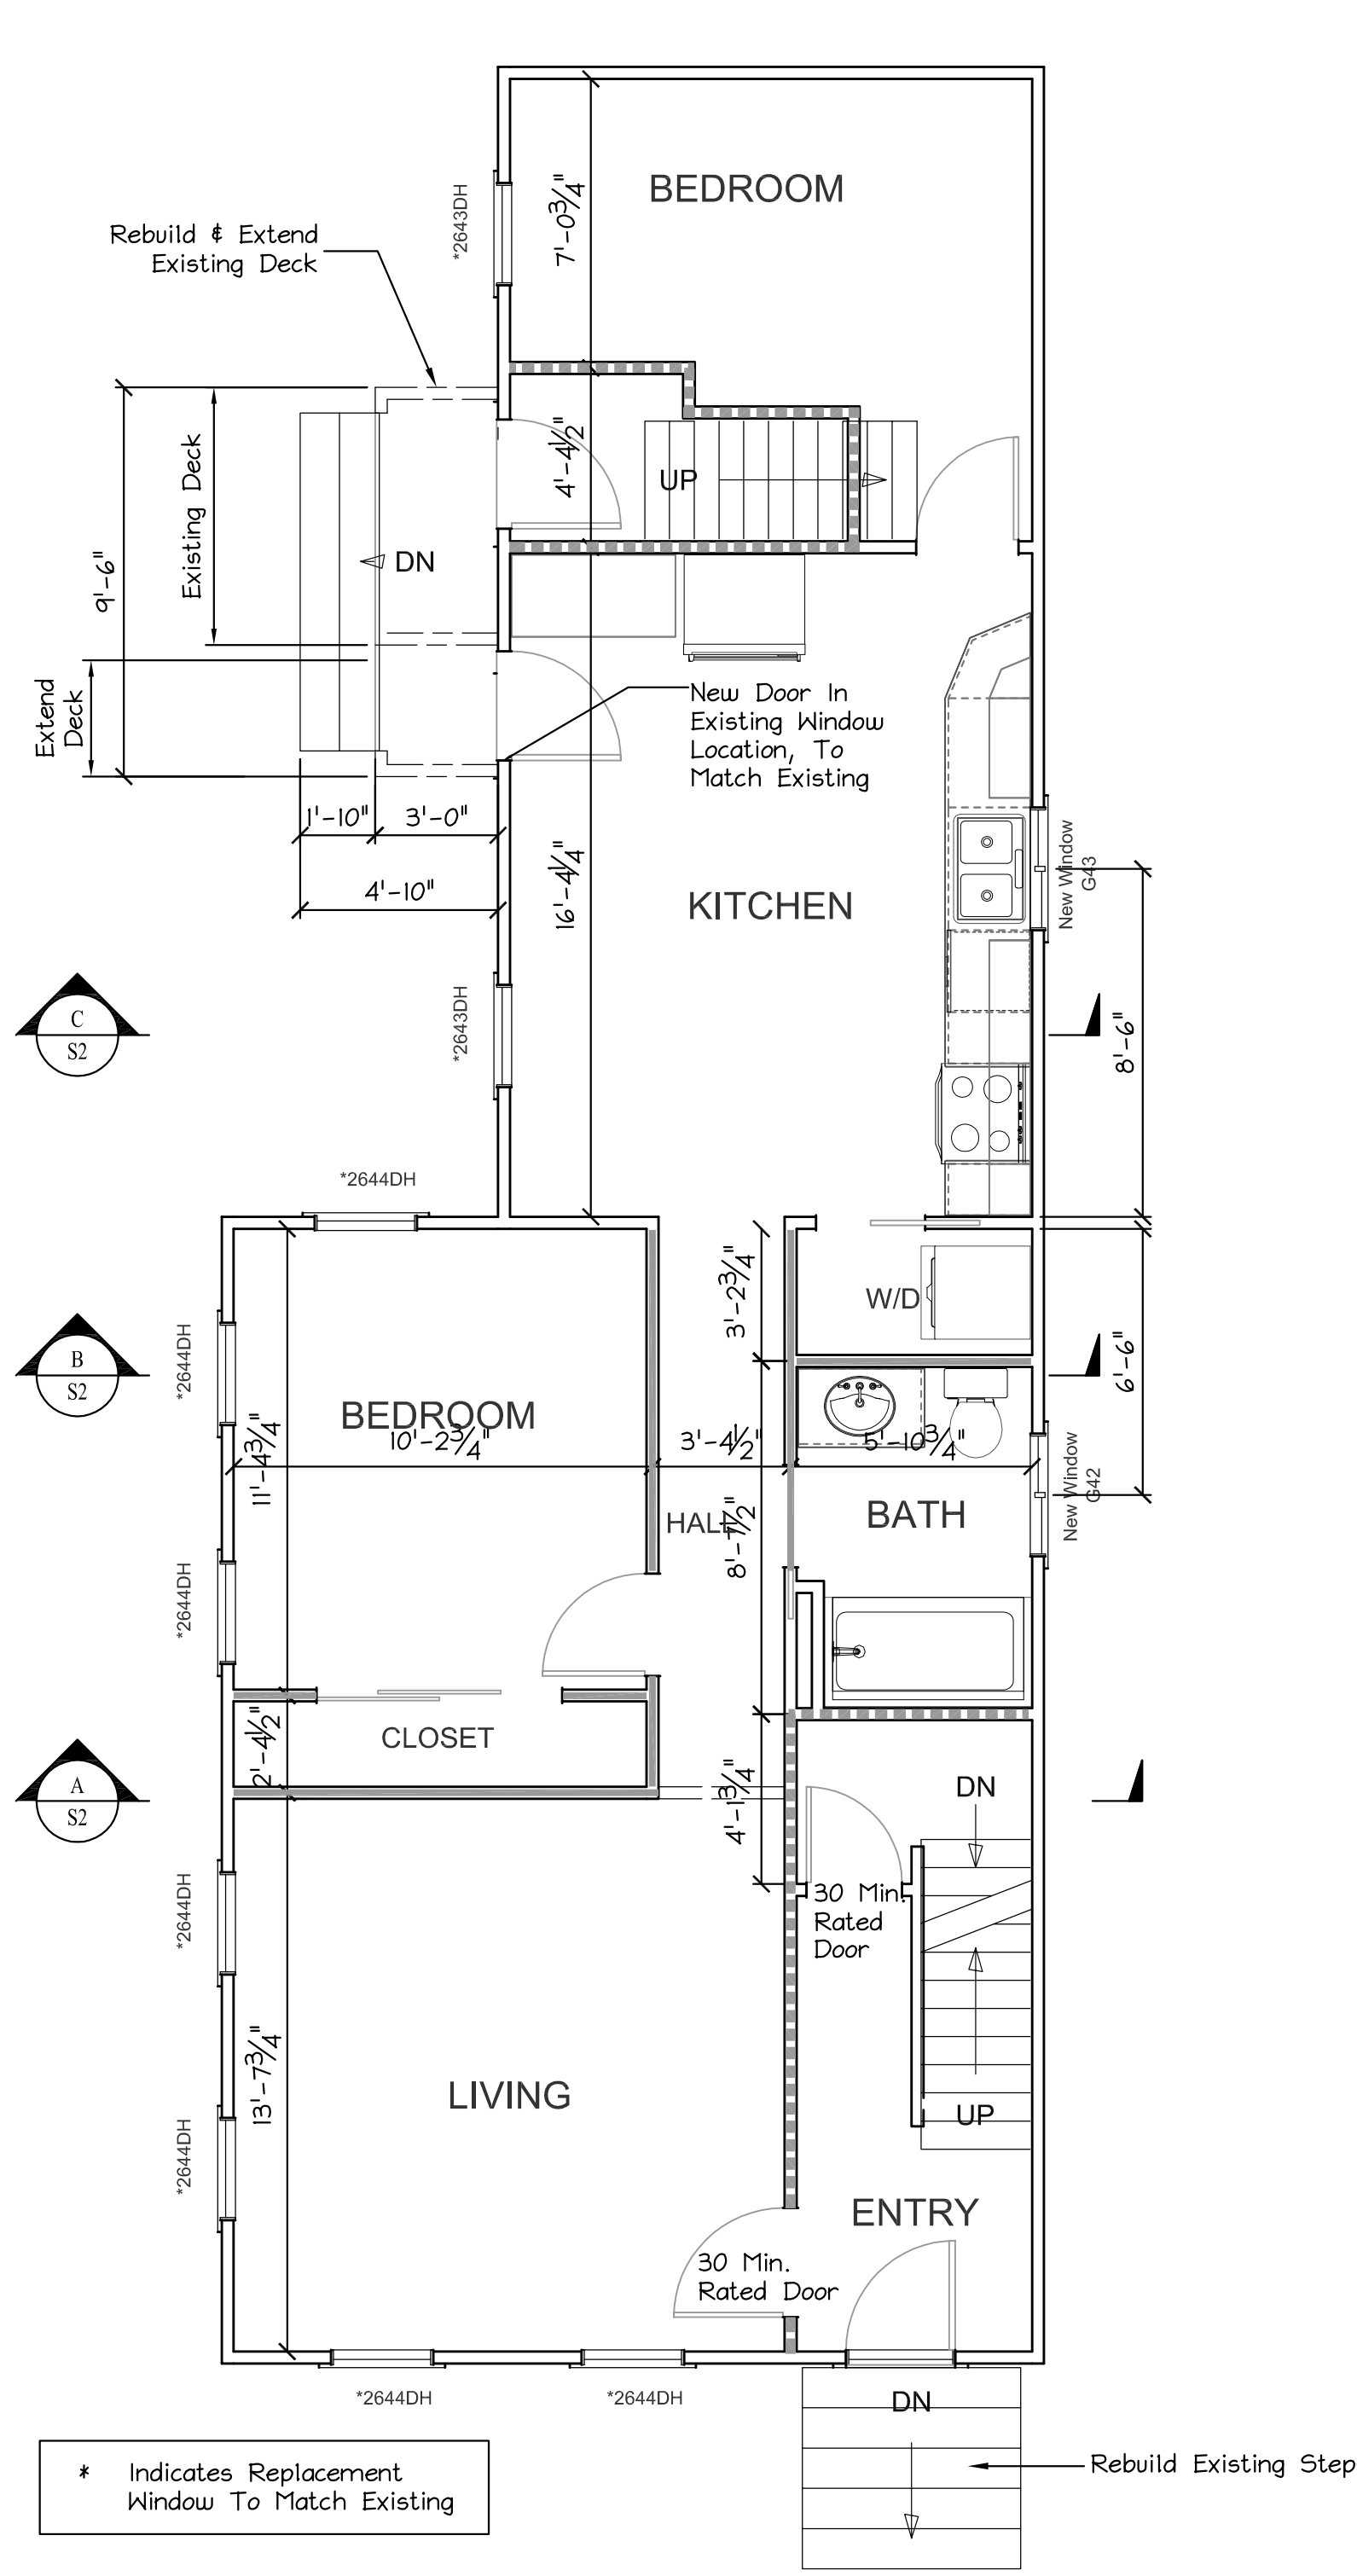 BEDROOM
*2643DH
7'-0 3/4"
Rebuild & Extend
Existing Deck
4'-4 1/2"
UP
Existing Deck
9'-6"
DN
Extend
Deck
New Door In
Existing Window
Location, To
Match Existing
1'-10"
3'-0"
4'-10"
16'-4 1/4"
KITCHEN
New Window
G43
8'-6"
*2643DH
C
S2
*2644DH
3'-2 3/4"
W/D
B
S2
*2644DH
6'-6"
BEDROOM
10'-2 3/4"
3'-4 1/2"
5'-10 3/4"
11'-4 3/4"
New Window
G42
HALL
8'-7 1/2"
BATH
*2644DH
CLOSET
2'-4 1/2"
A
S2
4'-1 3/4"
DN
30 Min.
Rated
Door
*2644DH
13'-7 3/4"
LIVING
UP
*2644DH
ENTRY
30 Min.
Rated Door
*2644DH
*2644DH
DN
Rebuild Existing Step
* Indicates Replacement
Window To Match Existing